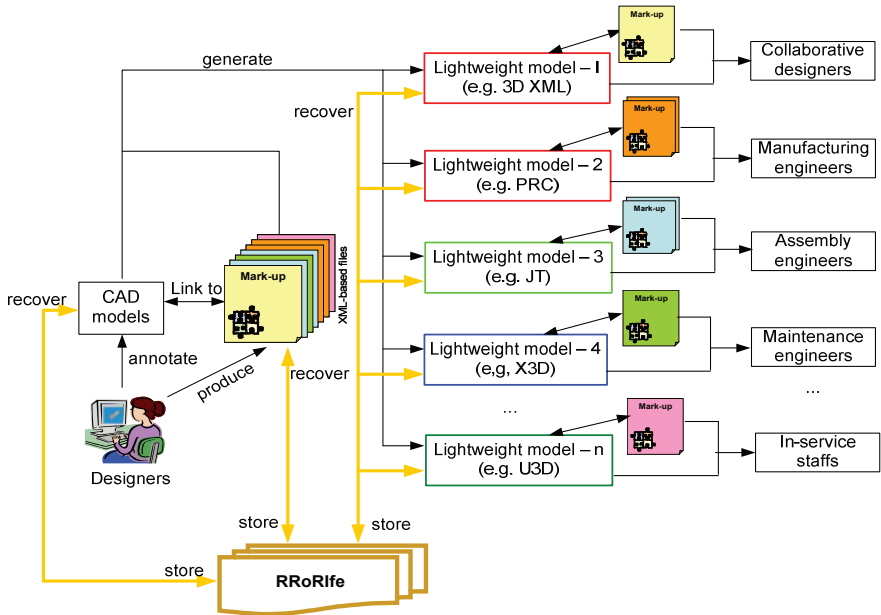 generate
recover
Lightweight model – 1
(e.g. 3D XML)
Mark-up
Collaborative
designers
Lightweight model – 2
(e.g. PRC)
Mark-up
Manufacturing
engineers
Lightweight model – 3
(e.g. JT)
Mark-up
Assembly
engineers
Lightweight model – 4
(e,g, X3D)
Mark-up
Maintenance
engineers
...
...
Lightweight model – n
(e.g. U3D)
Mark-up
In-service
staffs
XML-based files
Mark-up
Link to
CAD
models
recover
annotate
produce
recover
Designers
store
store
store
RRoRIfe